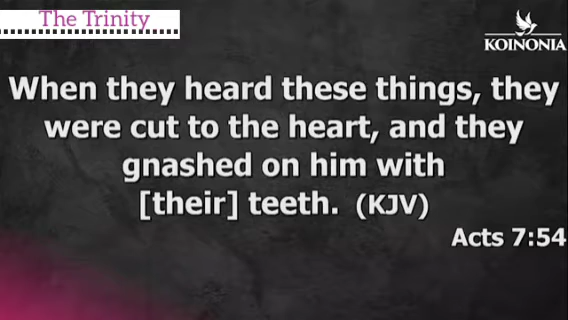 The Trinity
KOINONIA
When they heard these things, they
were cut to the heart, and they
gnashed on him with
[their] teeth. (KJV)
Acts 7:54